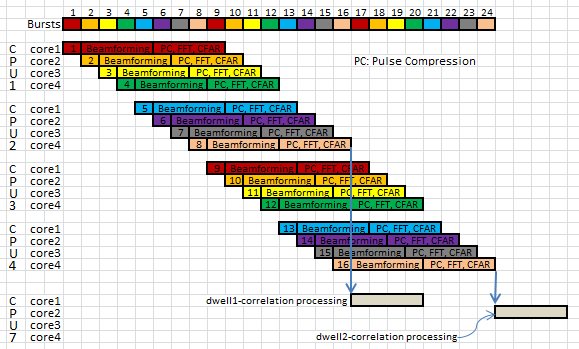 1 2 3 4 5 6 7 8 9 10 11 12 13 14 15 16 17 18 19 20 21 22 23 24
Bursts
C core1 1 Beamforming PC, FFT, CFAR
P core2 2 Beamforming PC, FFT, CFAR PC: Pulse Compression
U core3 3 Beamforming PC, FFT, CFAR
1 core4 4 Beamforming PC, FFT, CFAR
C core1 5 Beamforming PC, FFT, CFAR
P core2 6 Beamforming PC, FFT, CFAR
U core3 7 Beamforming PC, FFT, CFAR
2 core4 8 Beamforming PC, FFT, CFAR
C core1 9 Beamforming PC, FFT, CFAR
P core2 10 Beamforming PC, FFT, CFAR
U core3 11 Beamforming PC, FFT, CFAR
3 core4 12 Beamforming PC, FFT, CFAR
C core1 13 Beamforming PC, FFT, CFAR
P core2 14 Beamforming PC, FFT, CFAR
U core3 15 Beamforming PC, FFT, CFAR
4 core4 16 Beamforming PC, FFT, CFAR
C core1 dwell1-correlation processing
P core2
U core3
7 core4 dwell2-correlation processing